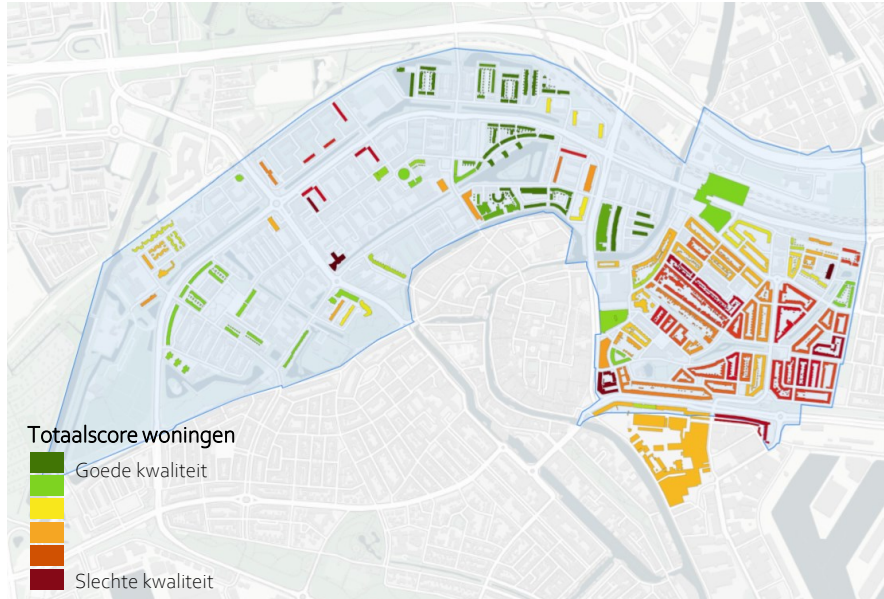 Totaalscore woningen
Goede kwaliteit
Slechte kwaliteit